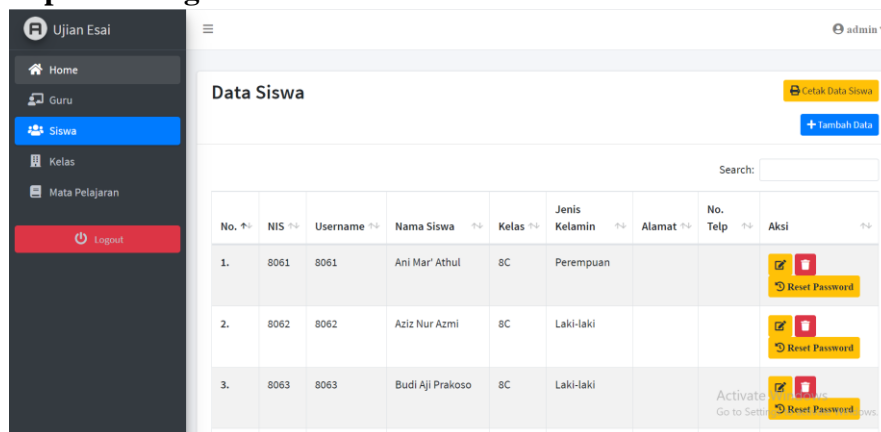 Ujian Esai
admin
Home
Guru
Siswa
Kelas
Mata Pelajaran
Logout
Data Siswa
Cetak Data Siswa
Tambah Data
Search:
No. NIS Username Nama Siswa Kelas Jenis Kelamin Alamat No. Telp Aksi
1. 8061 8061 Ani Mar' Athul 8C Perempuan
Reset Password
2. 8062 8062 Aziz Nur Azmi 8C Laki-laki
Reset Password
3. 8063 8063 Budi Aji Prakoso 8C Laki-laki
Reset Password
Activate Windows
Go to Setti